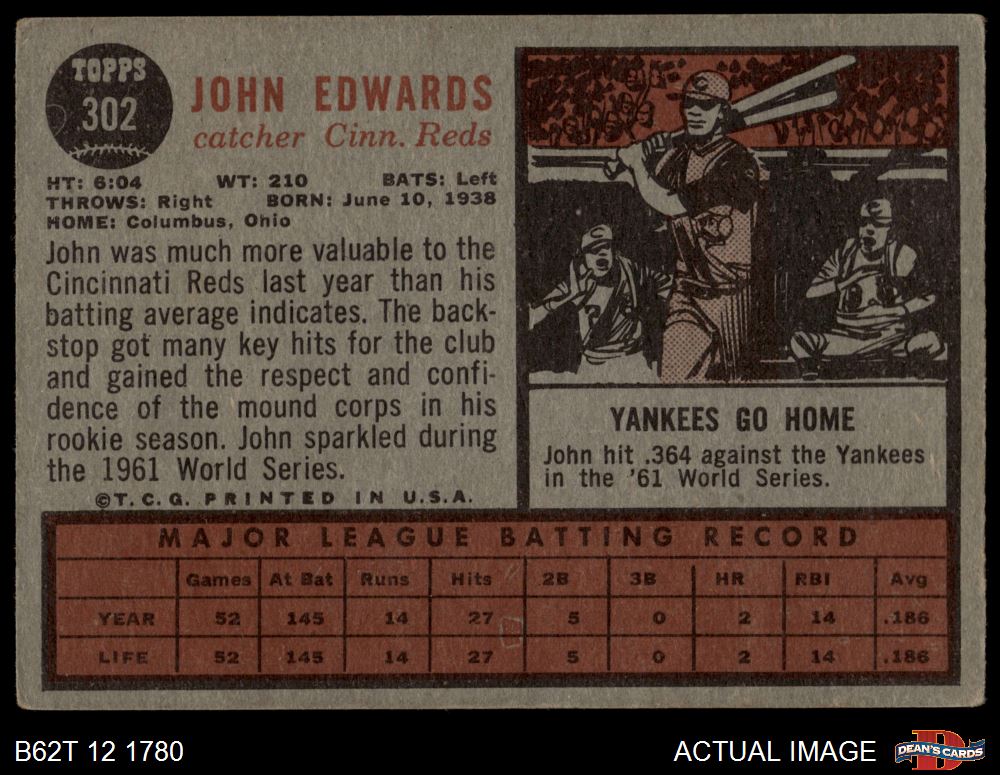 TOPPS
302
JOHN EDWARDS
catcher Cinn. Reds
HT: 6:04 WT: 210 BATS: Left
THROWS: Right BORN: June 10, 1938
HOME: Columbus, Ohio
John was much more valuable to the
Cincinnati Reds last year than his
batting average indicates. The back-
stop got many key hits for the club
and gained the respect and confi-
dence of the mound corps in his
rookie season. John sparkled during
the 1961 World Series.
©T.C.G. PRINTED IN U.S.A.
C
YANKEES GO HOME
John hit .364 against the Yankees
in the '61 World Series.
MAJOR LEAGUE BATTING RECORD
Games At Bat Runs Hits 2B 3B HR RBI Avg
YEAR 52 145 14 27 5 0 2 14 .186
LIFE 52 145 14 27 5 0 2 14 .186
B62T 12 1780
ACTUAL IMAGE
D
DEAN'S CARDS